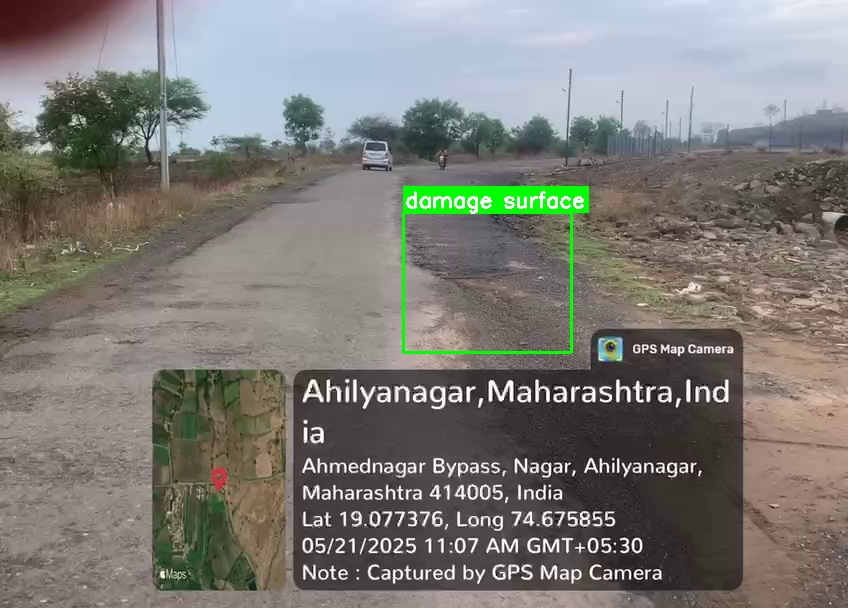 damage surface
GPS Map Camera
Ahilyanagar,Maharashtra,Ind
ia
Ahmednagar Bypass, Nagar, Ahilyanagar,
Maharashtra 414005, India
Lat 19.077376, Long 74.675855
05/21/2025 11:07 AM GMT+05:30
Note : Captured by GPS Map Camera
Maps